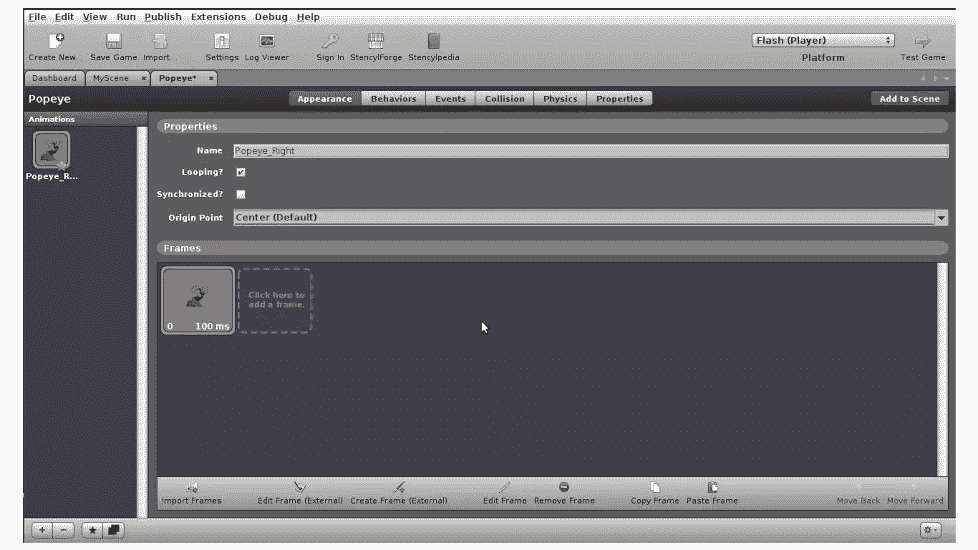 File Edit View Run Publish Extensions Debug Help
Create New. Save Game Import... Settings Log Viewer Sign In StencylForge Stencylpedia Flash (Player) Platform Test Game
Dashboard MyScene × Popeye* ×
Popeye Appearance Behaviors Events Collision Physics Properties Add to Scene
Animations
Popeye_R...
Properties
Name Popeye_Right
Looping?
Synchronized?
Origin Point Center (Default)
Frames
Click here to
add a frame.
0 100 ms
Import Frames Edit Frame (External) Create Frame (External) Edit Frame Remove Frame Copy Frame Paste Frame Move Back Move Forward